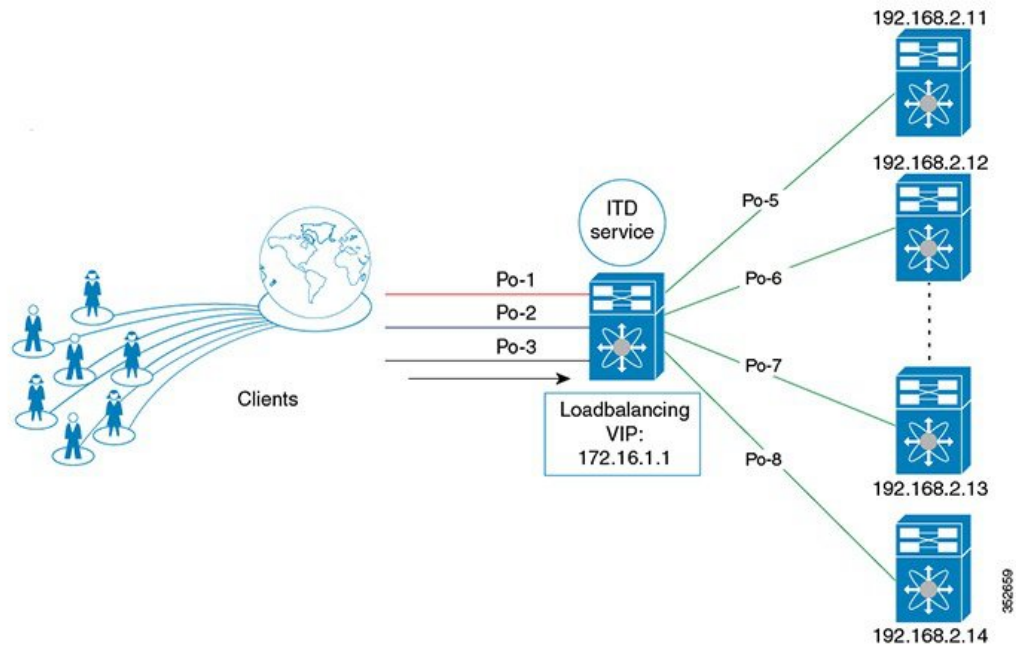 192.168.2.11
192.168.2.12
Po-5
ITD
service
Po-6
Po-1
Po-2
Po-3
Po-7
Clients
Loadbalancing
VIP:
172.16.1.1
Po-8
192.168.2.13
352659
192.168.2.14